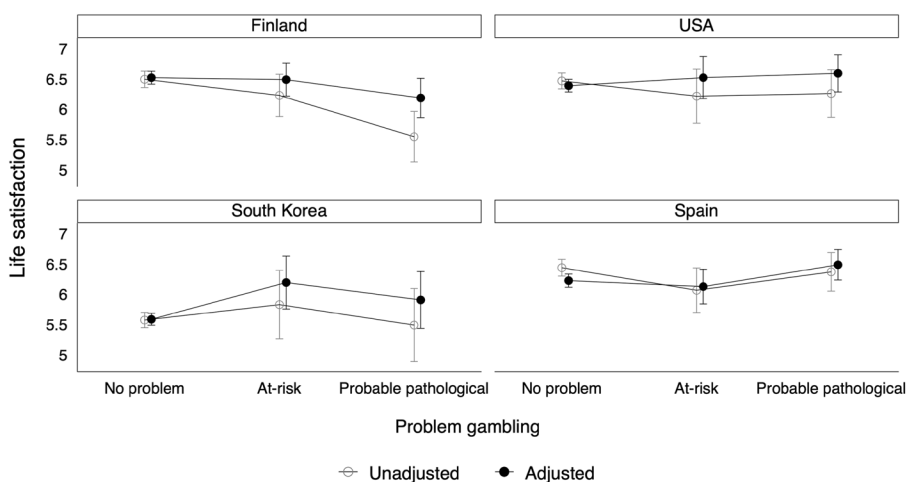 Finland
USA
7
6.5
6
5.5
5
South Korea
Spain
7
6.5
6
5.5
5
Life satisfaction
No problem At-risk Probable pathological No problem At-risk Probable pathological
Problem gambling
Unadjusted Adjusted